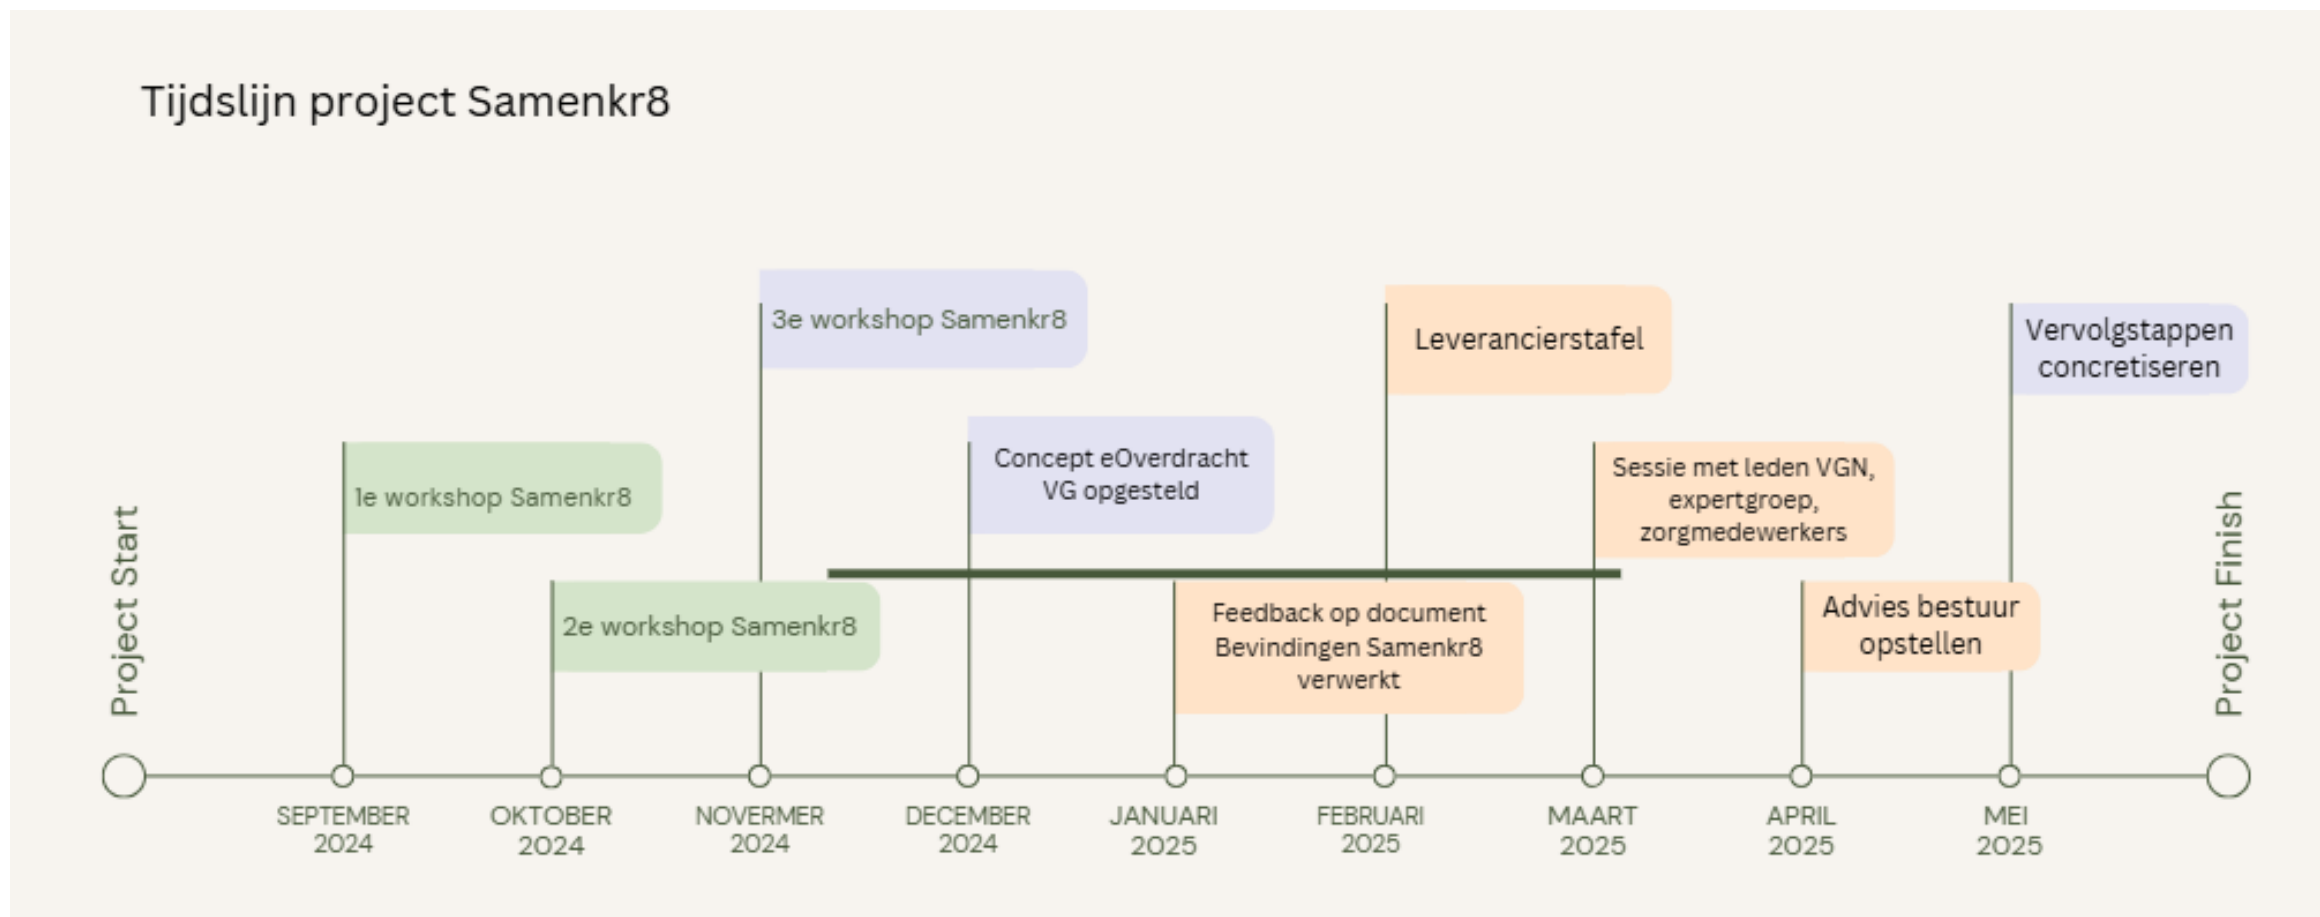 Tijdslijn project Samenkr8
3e workshop Samenkr8
Leverancierstafel
Vervolgstappen
concretiseren
1e workshop Samenkr8
Concept eOverdracht
VG opgesteld
Sessie met leden VGN,
expertgroep,
zorgmedewerkers
Project Start
2e workshop Samenkr8
Feedback op document
Bevindingen Samenkr8
verwerkt
Advies bestuur
opstellen
Project Finish
SEPTEMBER
2024
OKTOBER
2024
NOVERMER
2024
DECEMBER
2024
JANUARI
2025
FEBRUARI
2025
MAART
2025
APRIL
2025
MEI
2025